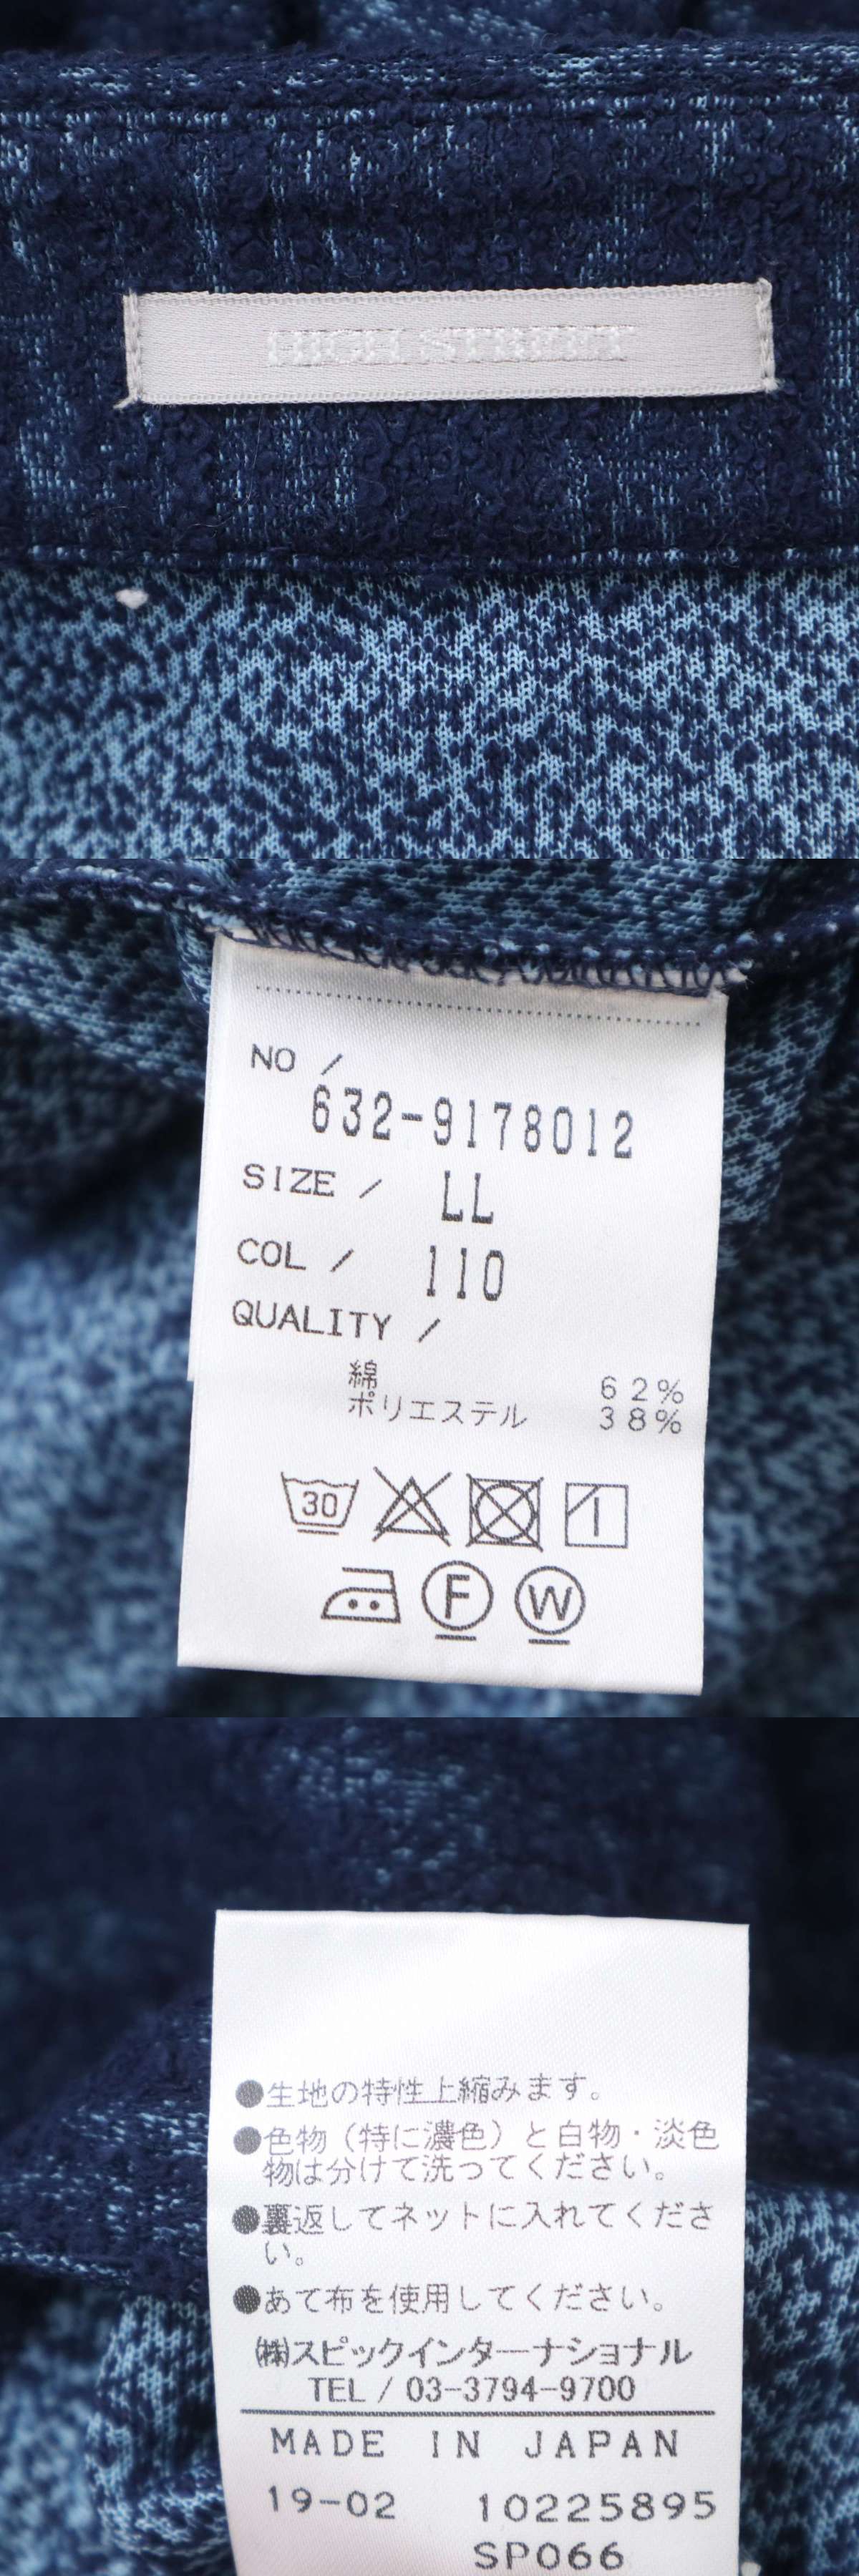 HIGH STREET
NO /
632-9178012
SIZE / LL
COL / 110
QUALITY /
綿 62%
ポリエステル 38%
30
F W
●生地の特性上縮みます。
●色物（特に濃色）と白物・淡色
物は分けて洗ってください。
●裏返してネットに入れてくださ
い。
●あて布を使用してください。
㈱スピックインターナショナル
TEL / 03-3794-9700
MADE IN JAPAN
19-02 10225895
SP066